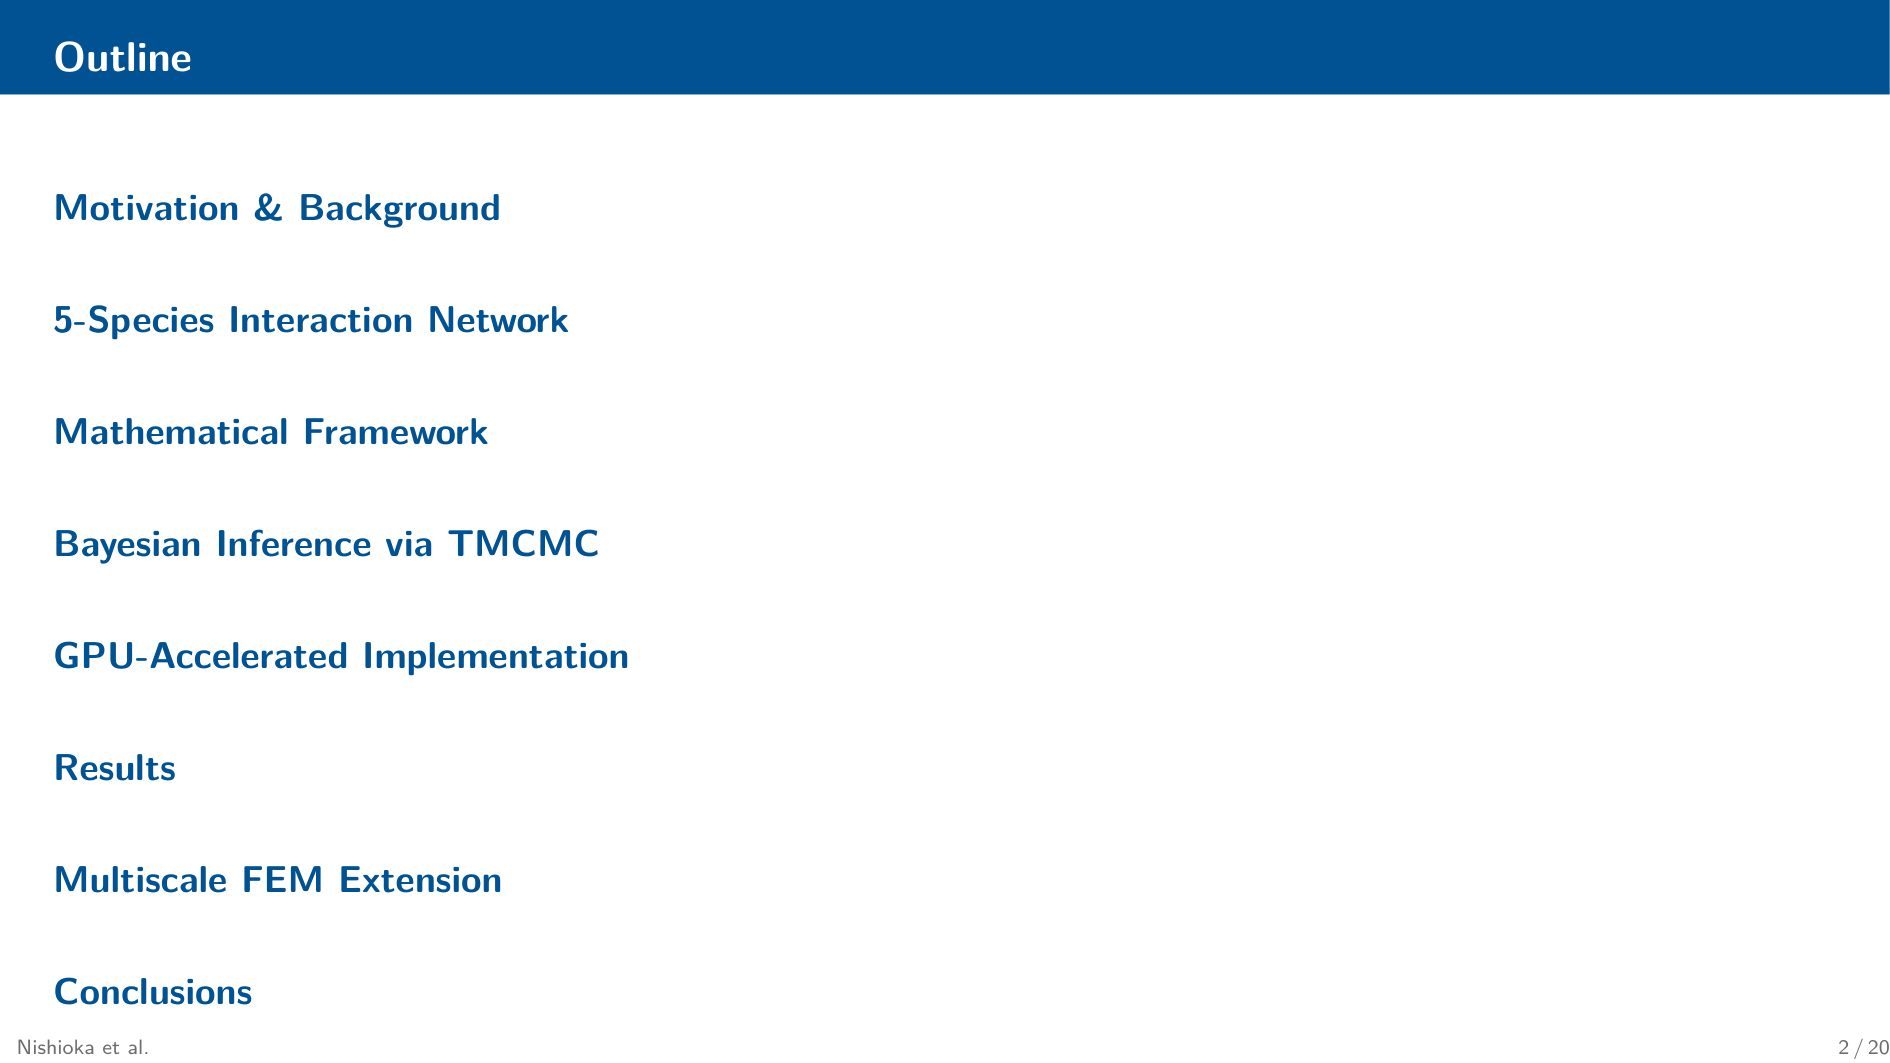 Outline
Motivation & Background
5-Species Interaction Network
Mathematical Framework
Bayesian Inference via TMCMC
GPU-Accelerated Implementation
Results
Multiscale FEM Extension
Conclusions
Nishioka et al.
2 / 20